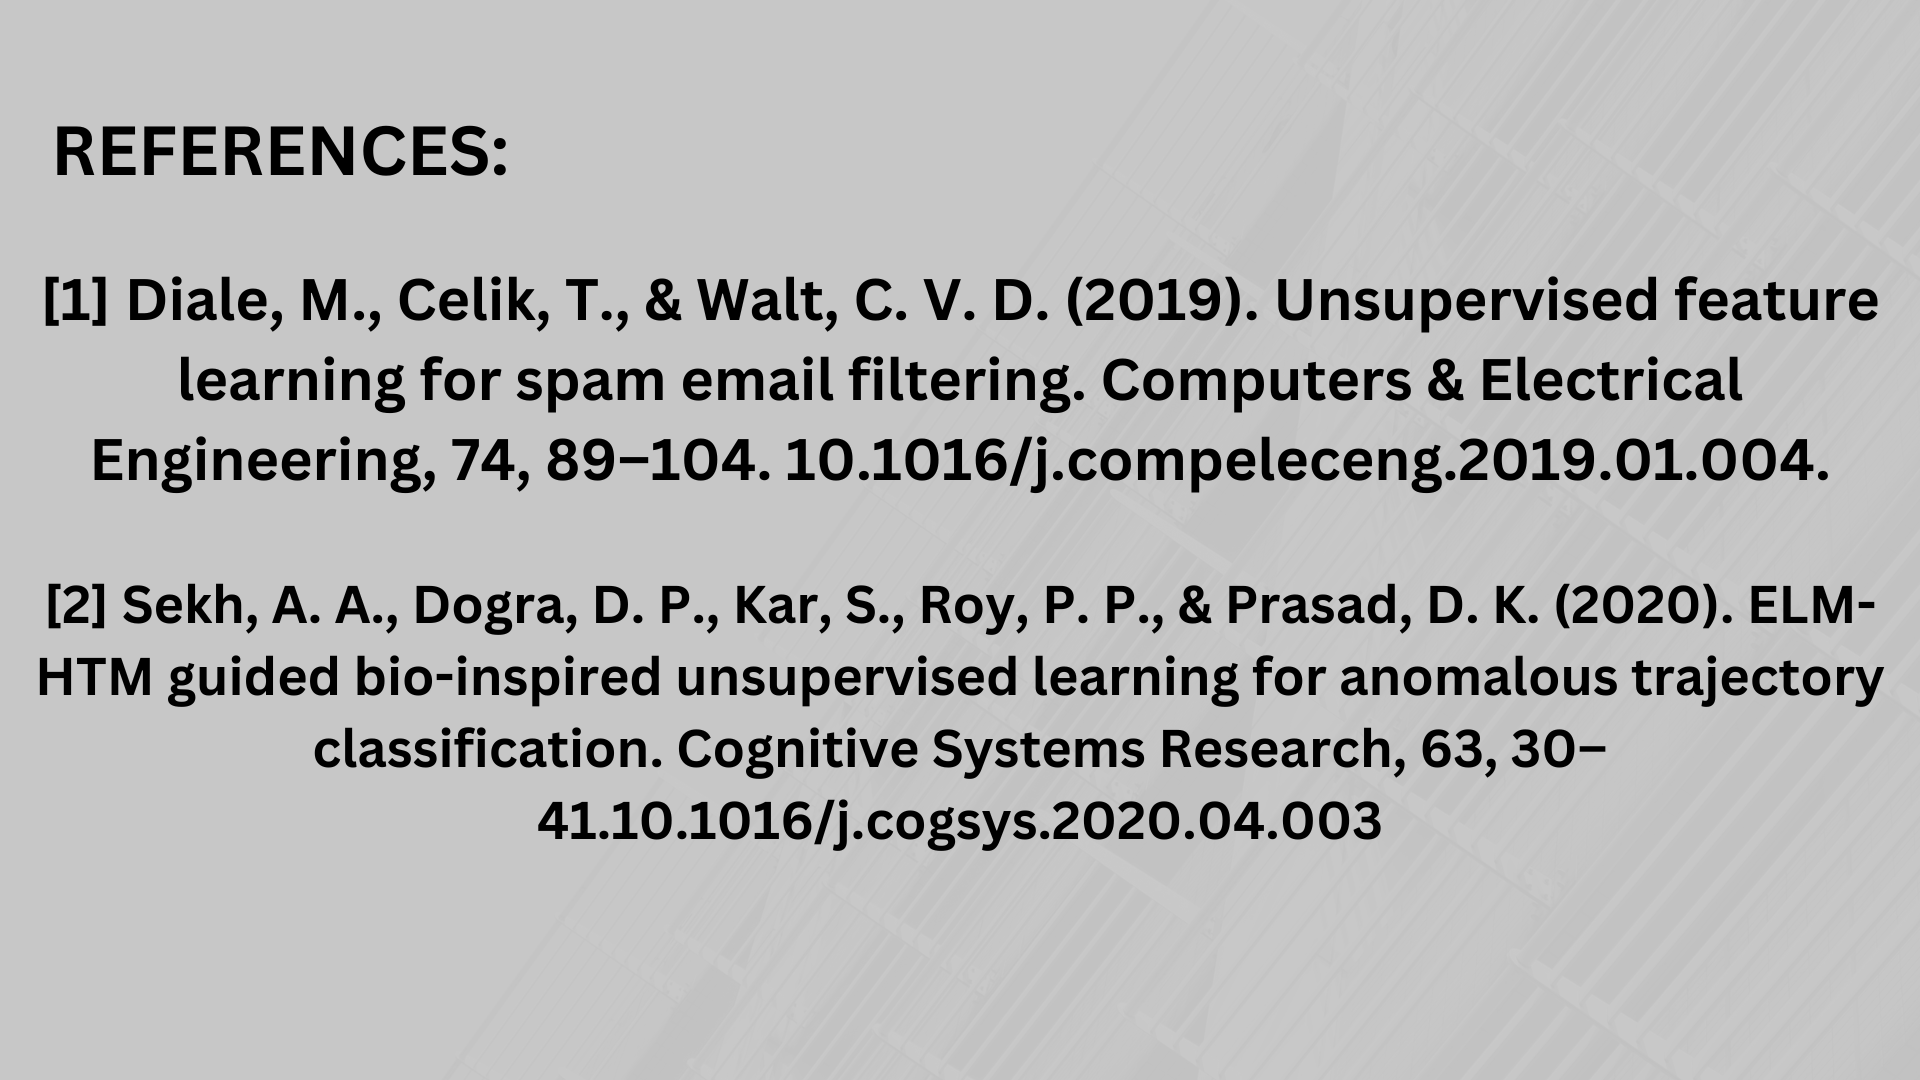 REFERENCES:
[1] Diale, M., Celik, T., & Walt, C. V. D. (2019). Unsupervised feature
learning for spam email filtering. Computers & Electrical
Engineering, 74, 89–104. 10.1016/j.compeleceng.2019.01.004.
[2] Sekh, A. A., Dogra, D. P., Kar, S., Roy, P. P., & Prasad, D. K. (2020). ELM-
HTM guided bio-inspired unsupervised learning for anomalous trajectory
classification. Cognitive Systems Research, 63, 30–
41.10.1016/j.cogsys.2020.04.003